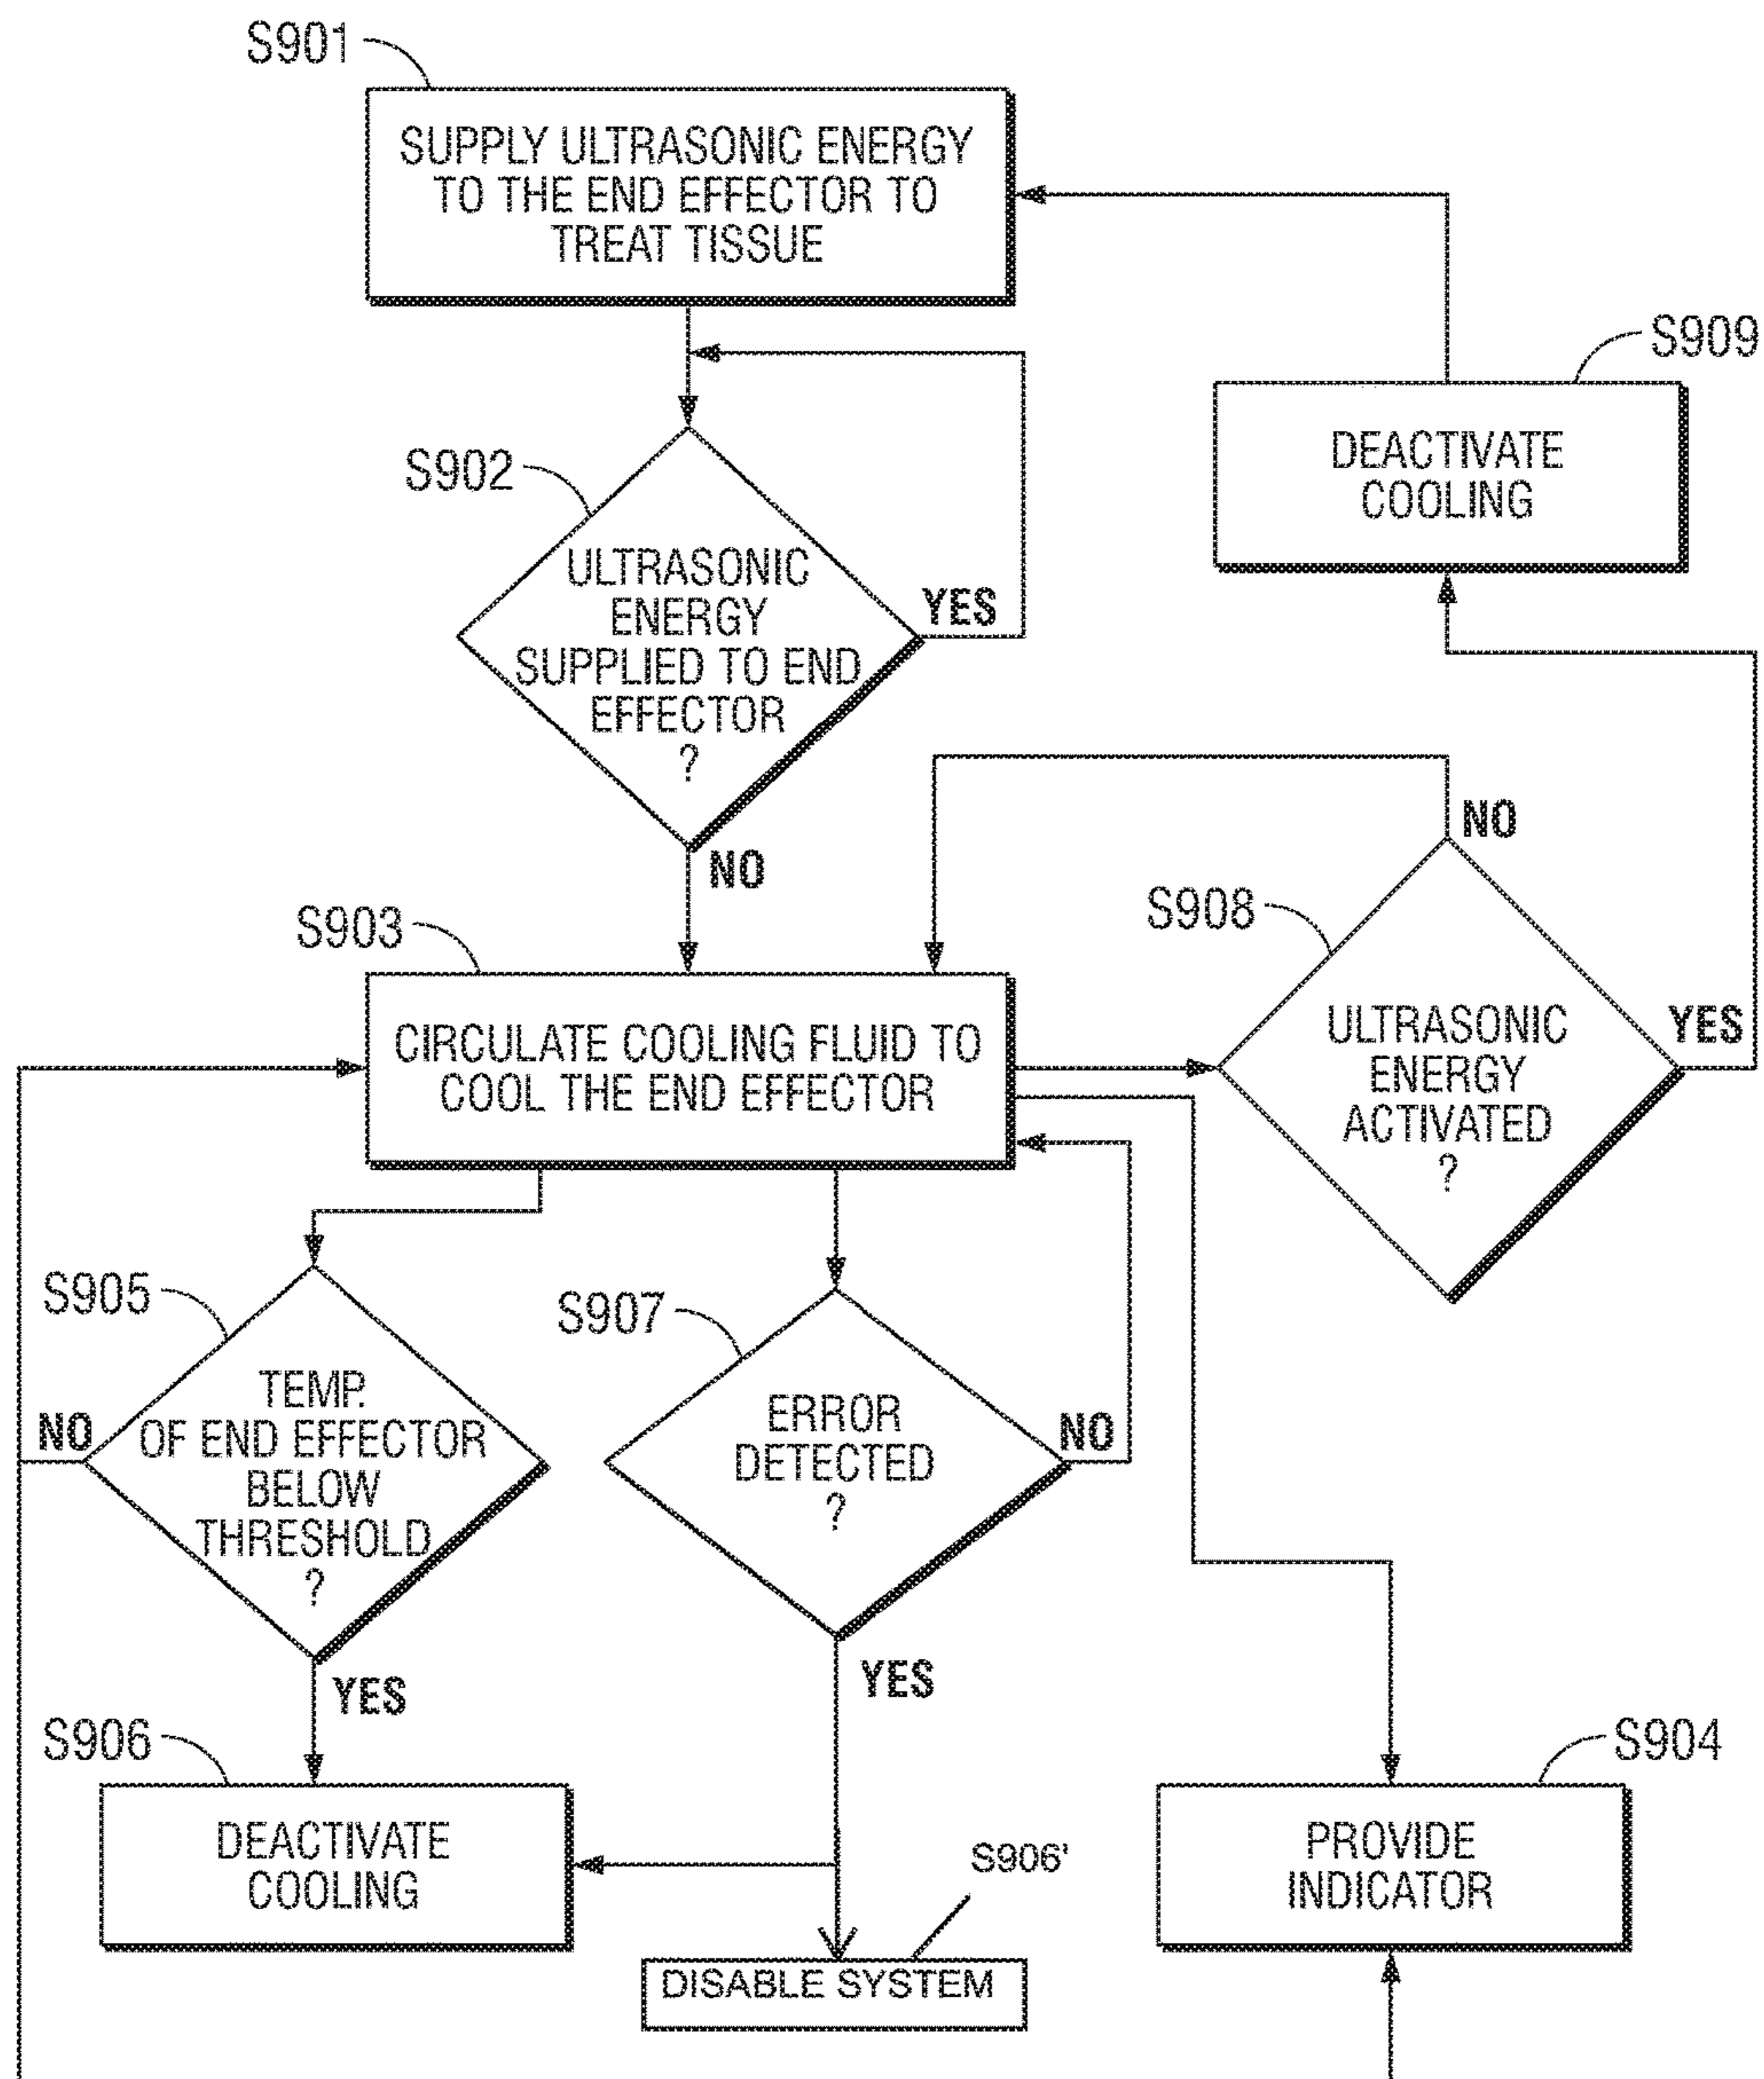 S901
SUPPLY ULTRASONIC ENERGY
TO THE END EFFECTOR TO
TREAT TISSUE
S909
DEACTIVATE
COOLING
S902
ULTRASONIC
ENERGY
SUPPLIED TO END
EFFECTOR
?
YES
NO
S908
ULTRASONIC
ENERGY
ACTIVATED
?
NO
YES
S903
CIRCULATE COOLING FLUID TO
COOL THE END EFFECTOR
S905
TEMP.
OF END EFFECTOR
BELOW
THRESHOLD
?
NO
YES
S907
ERROR
DETECTED
?
NO
YES
S906
DEACTIVATE
COOLING
S906'
DISABLE SYSTEM
S904
PROVIDE
INDICATOR